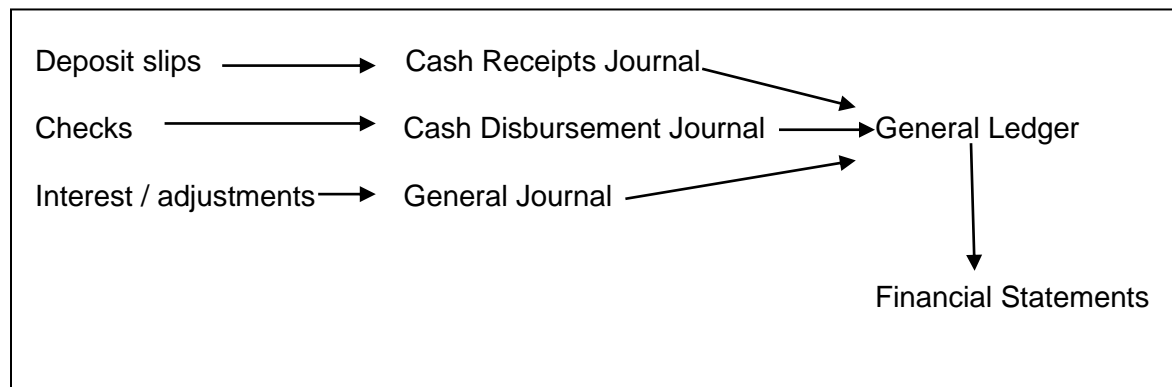 Deposit slips Cash Receipts Journal
Checks Cash Disbursement Journal General Ledger
Interest / adjustments General Journal
Financial Statements